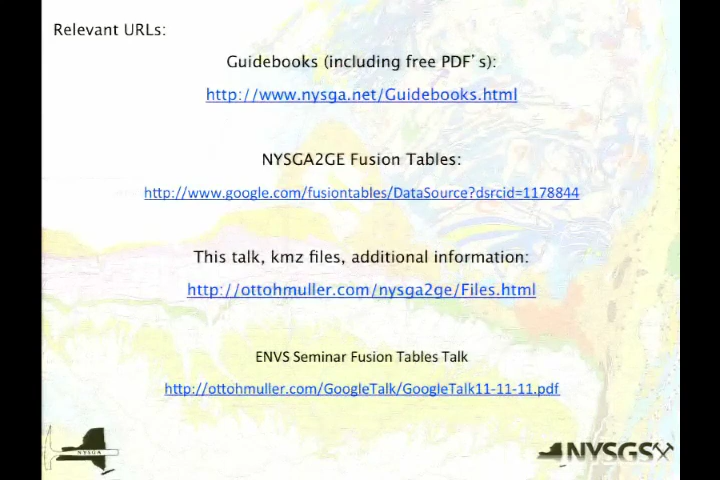 Relevant URLs:
Guidebooks (including free PDF's):
http://www.nysga.net/Guidebooks.html
NYSGA2GE Fusion Tables:
http://www.google.com/fusiontables/DataSource?dsrcid=1178844
This talk, kmz files, additional information:
http://ottohmuller.com/nysga2ge/Files.html
ENVS Seminar Fusion Tables Talk
http://ottohmuller.com/GoogleTalk/GoogleTalk11-11-11.pdf
NYSGA
NYSGS